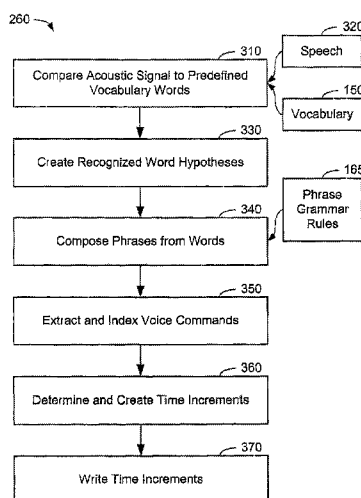 260
320
310
Speech
Compare Acoustic Signal to Predefined
Vocabulary Words
150
Vocabulary
330
Create Recognized Word Hypotheses
165
Phrase
Grammar
Rules
340
Compose Phrases from Words
350
Extract and Index Voice Commands
360
Determine and Create Time Increments
370
Write Time Increments